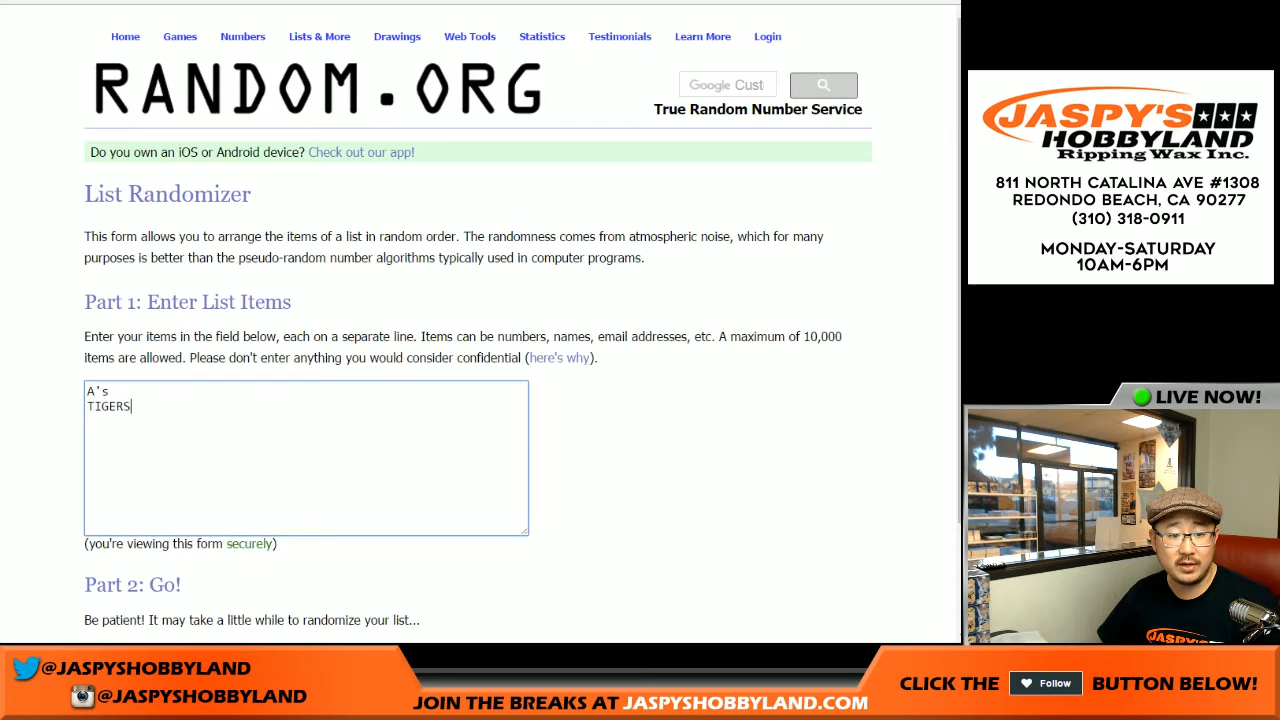 Home Games Numbers Lists & More Drawings Web Tools Statistics Testimonials Learn More Login
RANDOM.ORG
Google Cust
True Random Number Service
Do you own an iOS or Android device? Check out our app!
List Randomizer
This form allows you to arrange the items of a list in random order. The randomness comes from atmospheric noise, which for many
purposes is better than the pseudo-random number algorithms typically used in computer programs.
Part 1: Enter List Items
Enter your items in the field below, each on a separate line. Items can be numbers, names, email addresses, etc. A maximum of 10,000
items are allowed. Please don't enter anything you would consider confidential (here's why).
A's
TIGERS
(you're viewing this form securely)
Part 2: Go!
Be patient! It may take a little while to randomize your list...
JASPY'S
HOBBYLAND
Ripping Wax Inc.
811 NORTH CATALINA AVE #1308
REDONDO BEACH, CA 90277
(310) 318-0911
MONDAY-SATURDAY
10AM-6PM
LIVE NOW!
JASPY'S
@JASPYSHOBBYLAND
@JASPYSHOBBYLAND
JOIN THE BREAKS AT JASPYSHOBBYLAND.COM
CLICK THE Follow BUTTON BELOW!